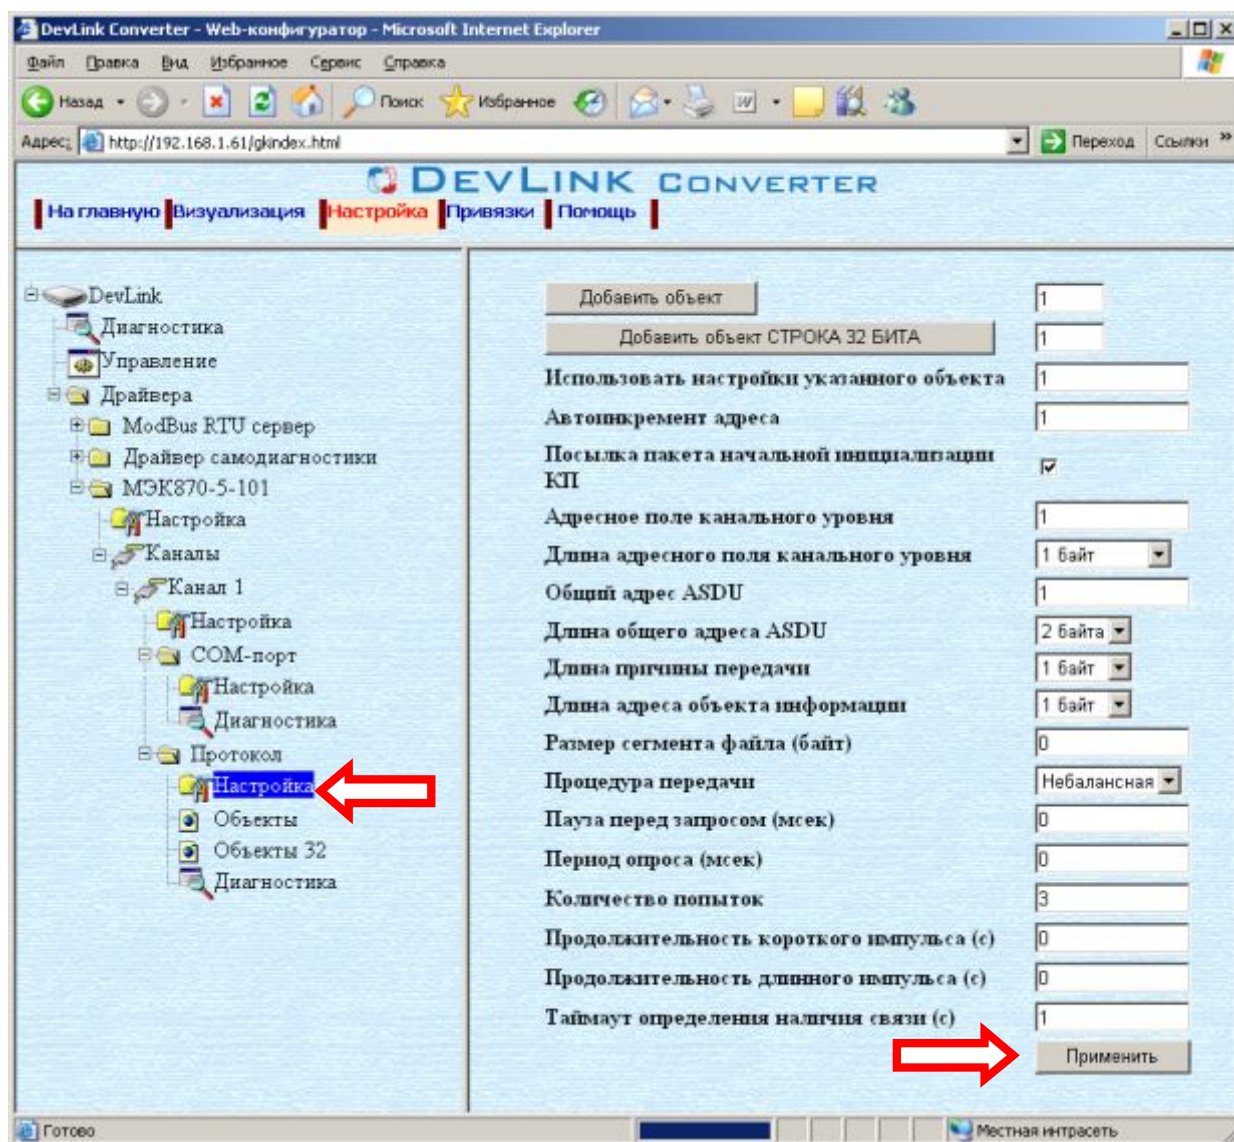 DevLink Converter - Web-конфигуратор - Microsoft Internet Explorer
Файл Правка Вид Избранное Сервис Справка
Назад Поиск Избранное
Адрес: http://192.168.1.61/gkindex.html Переход Ссылки »
DEVLINK CONVERTER
На главную Визуализация Настройка Привязки Помощь
DevLink
Диагностика
Управление
Драйвера
ModBus RTU сервер
Драйвер самодиагностики
МЭК870-5-101
Настройка
Каналы
Канал 1
Настройка
COM-порт
Настройка
Диагностика
Протокол
Настройка
Объекты
Объекты 32
Диагностика
Добавить объект 1
Добавить объект СТРОКА 32 БИТА 1
Использовать настройки указанного объекта 1
Автоинкремент адреса 1
Посылка пакета начальной инициализации
КП
Адресное поле канального уровня 1
Длина адресного поля канального уровня 1 байт
Общий адрес ASDU 1
Длина общего адреса ASDU 2 байта
Длина причины передачи 1 байт
Длина адреса объекта информации 1 байт
Размер сегмента файла (байт) 0
Процедура передачи Небалансная
Пауза перед запросом (мсек) 0
Период опроса (мсек) 0
Количество попыток 3
Продолжительность короткого импульса (с) 0
Продолжительность длинного импульса (с) 0
Таймаут определения наличия связи (с) 1
Применить
Готово Местная интрасеть